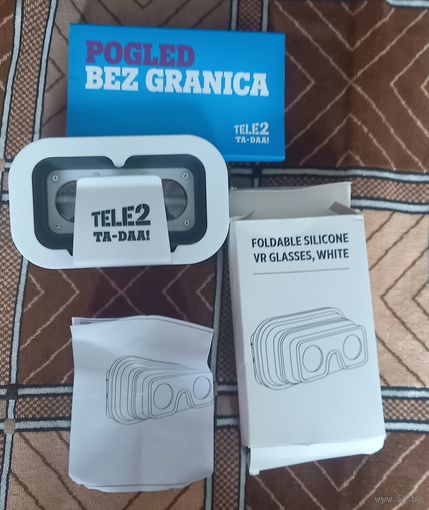 POGLED
BEZ GRANICA
TELE2
TA-DAA!
TELE2
TA-DAA!
FOLDABLE SILICONE
VR GLASSES, WHITE